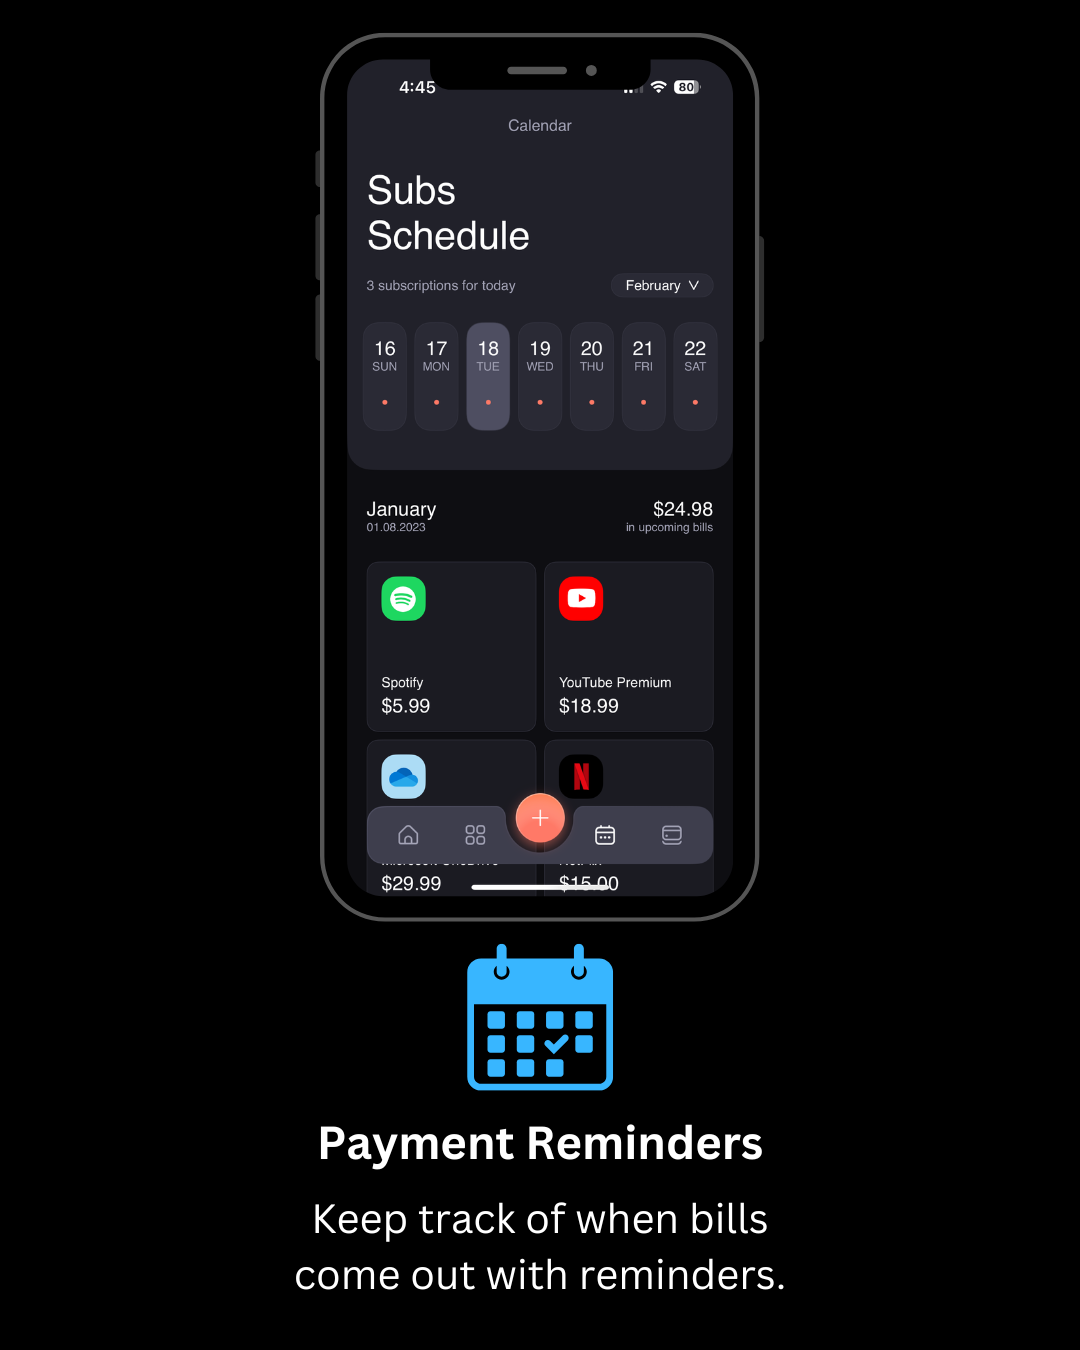 4:45
80
Calendar
Subs
Schedule
3 subscriptions for today
February
16 17 18 19 20 21 22
SUN MON TUE WED THU FRI SAT
January $24.98
01.08.2023 in upcoming bills
Spotify YouTube Premium
$5.99 $18.99
N
$29.99 $15.00
Payment Reminders
Keep track of when bills
come out with reminders.